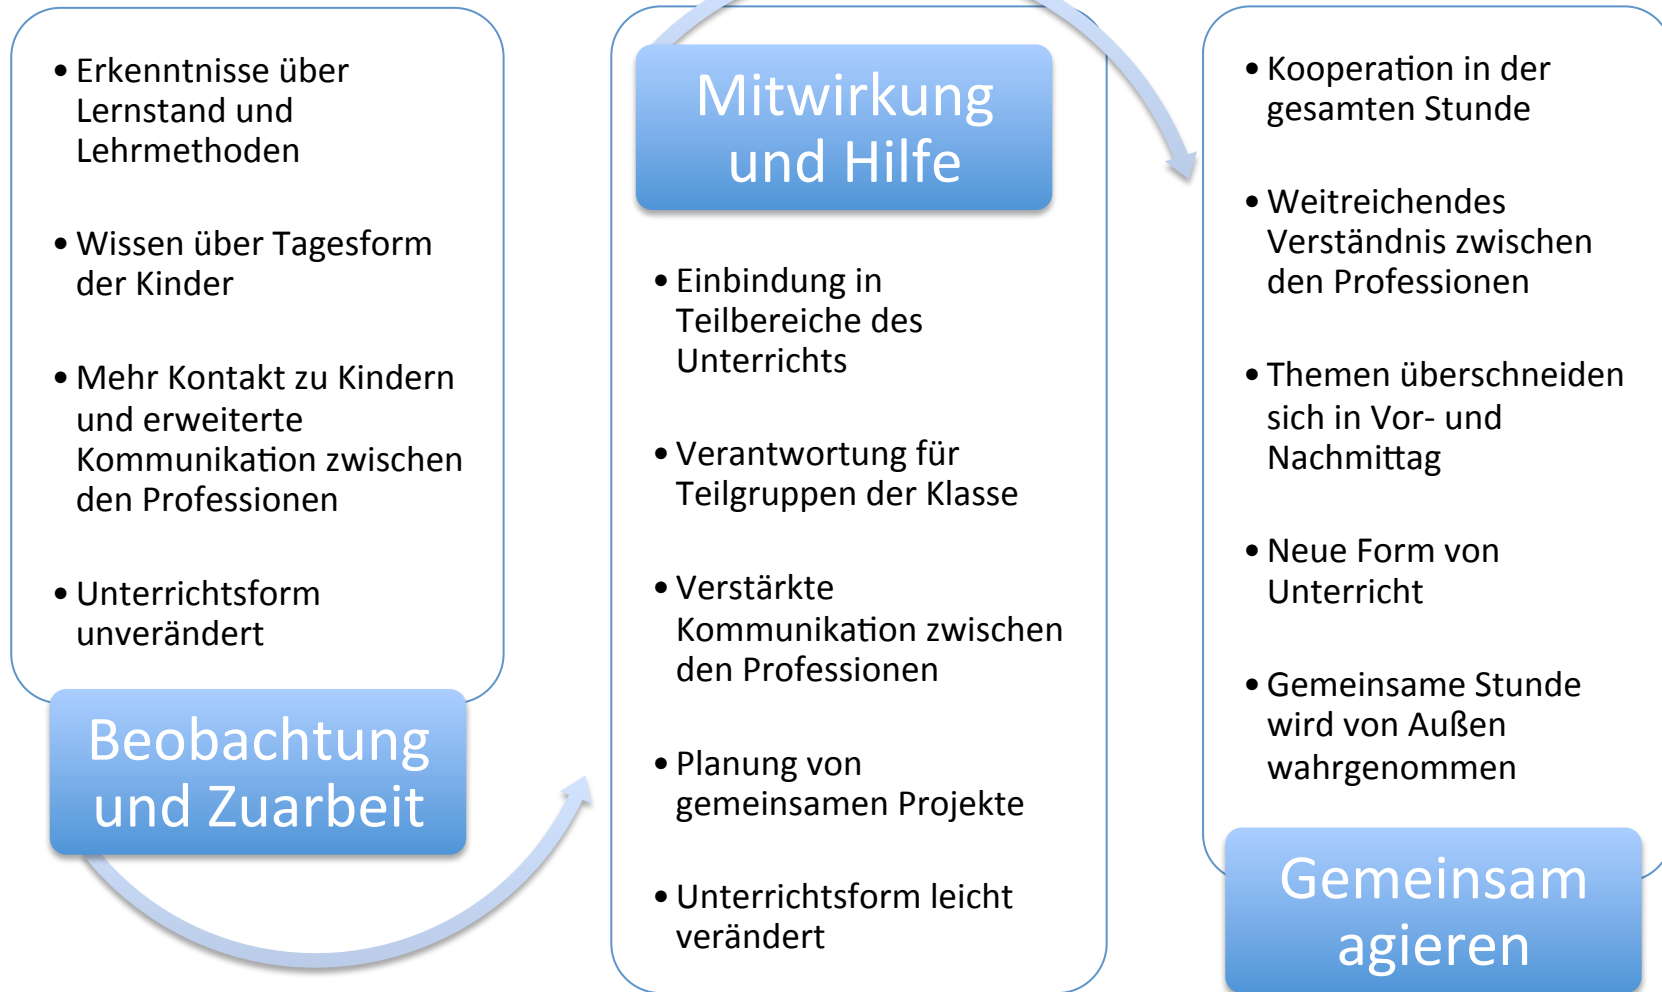 • Erkenntnisse über
Lernstand und
Lehrmethoden
• Wissen über Tagesform
der Kinder
• Mehr Kontakt zu Kindern
und erweiterte
Kommunikation zwischen
den Professionen
• Unterrichtsform
unverändert
Beobachtung
und Zuarbeit
Mitwirkung
und Hilfe
• Einbindung in
Teilbereiche des
Unterrichts
• Verantwortung für
Teilgruppen der Klasse
• Verstärkte
Kommunikation zwischen
den Professionen
• Planung von
gemeinsamen Projekte
• Unterrichtsform leicht
verändert
• Kooperation in der
gesamten Stunde
• Weitreichendes
Verständnis zwischen
den Professionen
• Themen überschneiden
sich in Vor- und
Nachmittag
• Neue Form von
Unterricht
• Gemeinsame Stunde
wird von Außen
wahrgenommen
Gemeinsam
agieren